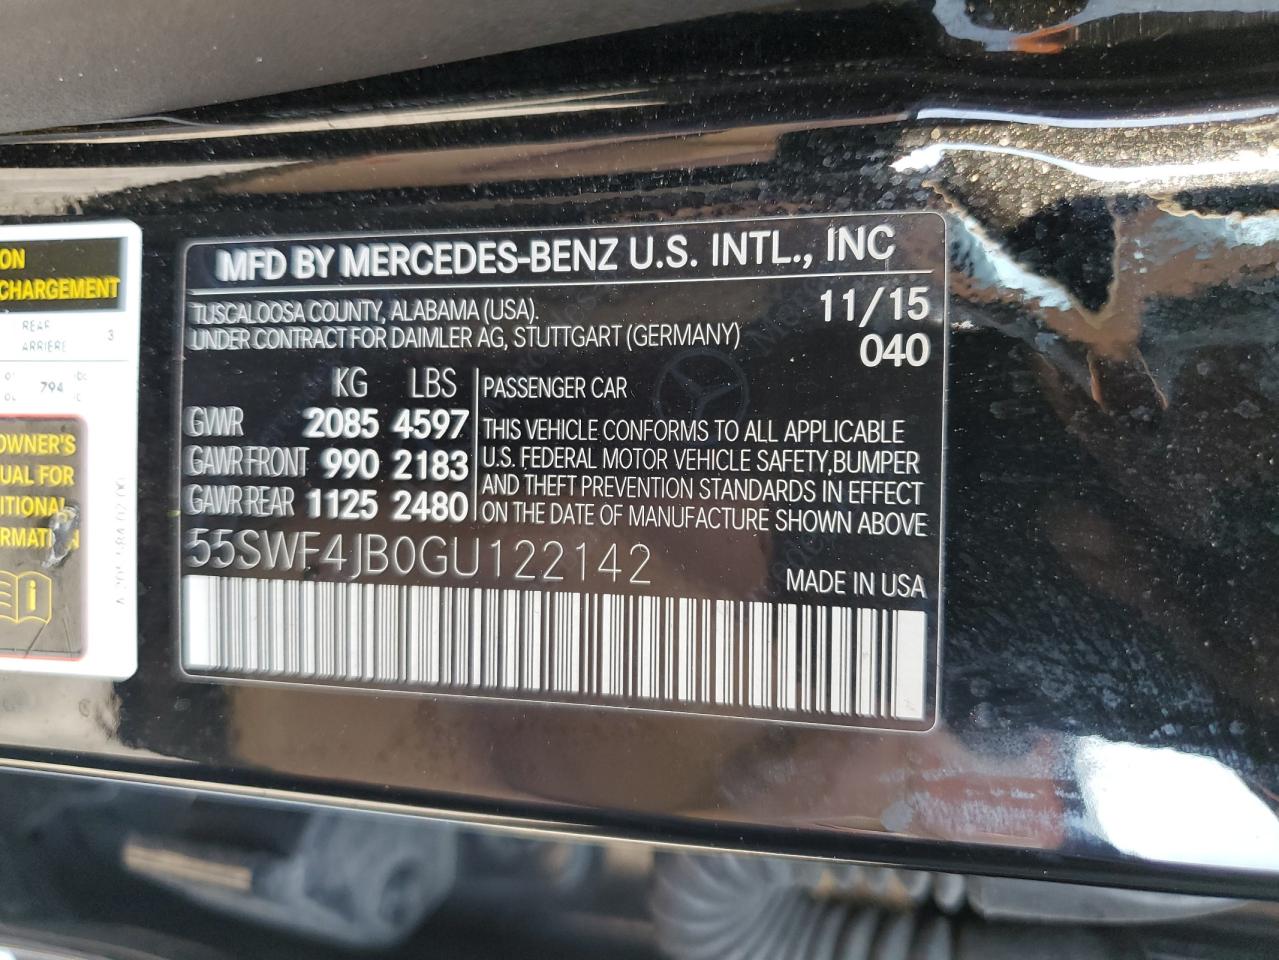 ON
CHARGEMENT
REAR
ARRIERE
3
794
OWNER'S
UAL FOR
ITIONAL
ORMATI
MFD BY MERCEDES-BENZ U.S. INTL., INC
TUSCALOOSA COUNTY, ALABAMA (USA). 11/15
UNDER CONTRACT FOR DAIMLER AG, STUTTGART (GERMANY) 040
KG LBS
GVWR 2085 4597
GAWR FRONT 990 2183
GAWR REAR 1125 2480
PASSENGER CAR
THIS VEHICLE CONFORMS TO ALL APPLICABLE
U.S. FEDERAL MOTOR VEHICLE SAFETY,BUMPER
AND THEFT PREVENTION STANDARDS IN EFFECT
ON THE DATE OF MANUFACTURE SHOWN ABOVE
55SWF4JB0GU122142
MADE IN USA